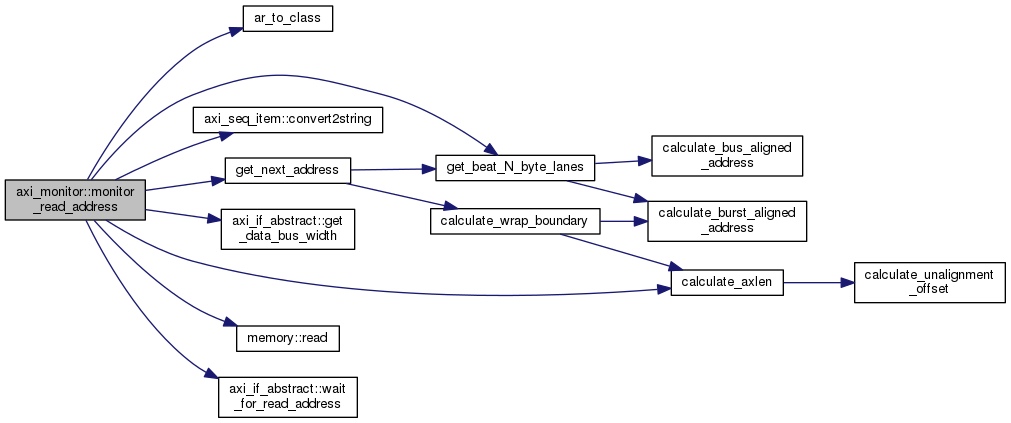 ar_to_class
axi_seq_item::convert2string
axi_monitor::monitor
_read_address
get_next_address
get_beat_N_byte_lanes
calculate_bus_aligned
_address
axi_if_abstract::get
_data_bus_width
calculate_wrap_boundary
calculate_burst_aligned
_address
calculate_axlen
calculate_unalignment
_offset
memory::read
axi_if_abstract::wait
_for_read_address